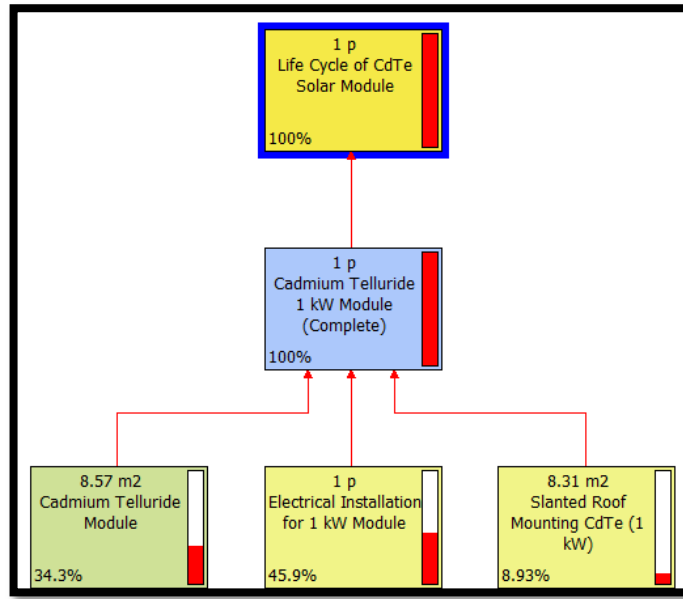 1 p
Life Cycle of CdTe
Solar Module
100%
1 p
Cadmium Telluride
1 kW Module
(Complete)
100%
8.57 m2
Cadmium Telluride
Module
34.3%
1 p
Electrical Installation
for 1 kW Module
45.9%
8.31 m2
Slanted Roof
Mounting CdTe (1
kW)
8.93%